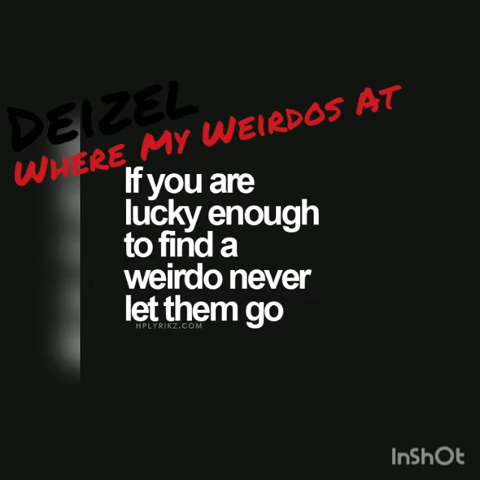 DEIZEL
WHERE MY WEIRDOS AT
If you are
lucky enough
to find a
weirdo never
let them go
HPLYRIKZ.COM
InShOt